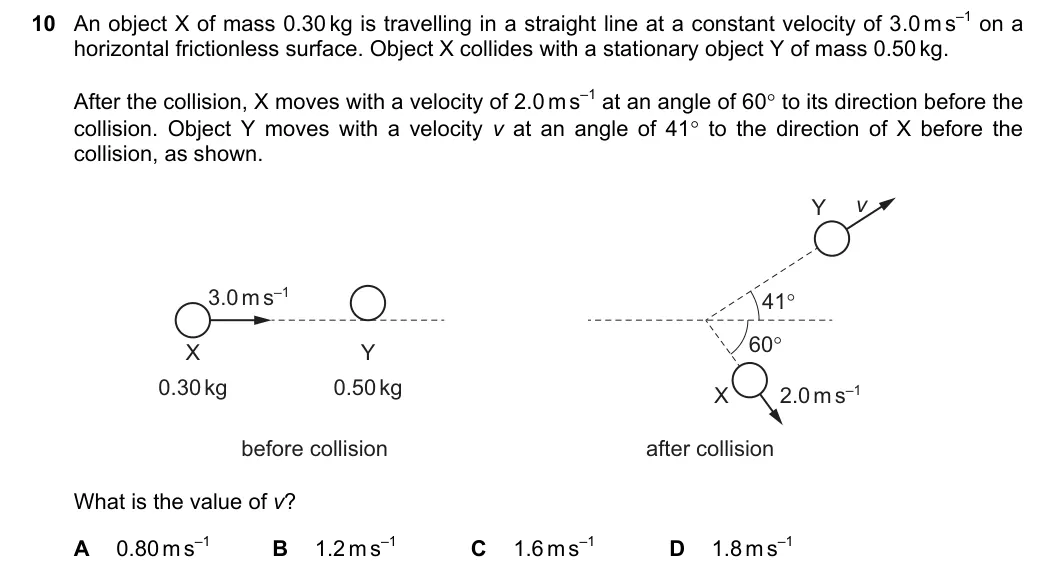 10 An object X of mass 0.30 kg is travelling in a straight line at a constant velocity of 3.0 m s⁻¹ on a
horizontal frictionless surface. Object X collides with a stationary object Y of mass 0.50 kg.
After the collision, X moves with a velocity of 2.0 m s⁻¹ at an angle of 60° to its direction before the
collision. Object Y moves with a velocity v at an angle of 41° to the direction of X before the
collision, as shown.
Y v
3.0 m s⁻¹
41°
X Y
60°
0.30 kg 0.50 kg
X 2.0 m s⁻¹
before collision after collision
What is the value of v?
A 0.80 m s⁻¹ B 1.2 m s⁻¹ C 1.6 m s⁻¹ D 1.8 m s⁻¹